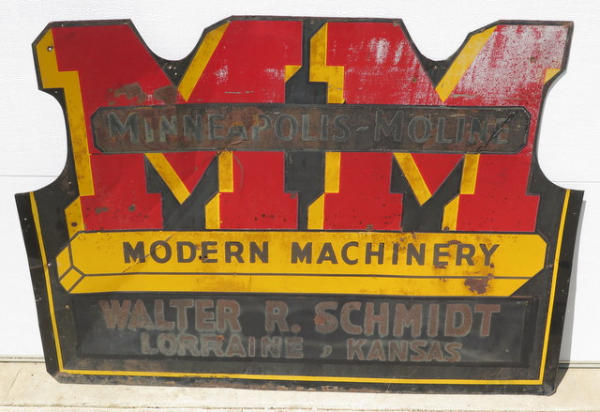 MM
MINNEAPOLIS-MOLINE
MODERN MACHINERY
WALTER R. SCHMIDT
LORRAINE, KANSAS